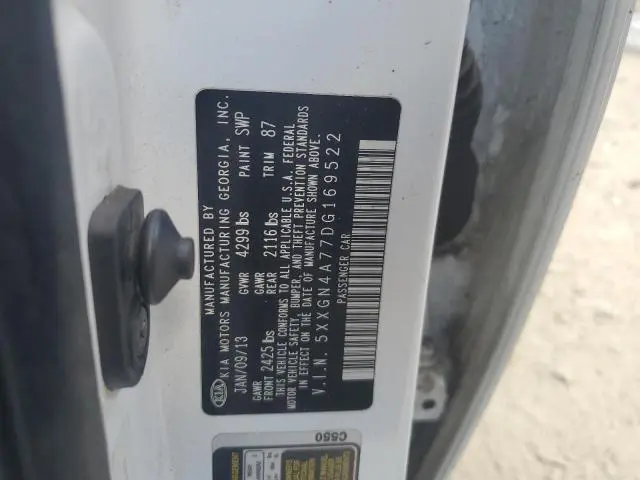 MANUFACTURED BY
KIA KIA MOTORS MANUFACTURING GEORGIA, INC.
JAN/09/13 GVWR 4299 lbs PAINT SWP
GAWR FRONT 2425 lbs GAWR REAR 2116 lbs TRIM 87
THIS VEHICLE CONFORMS TO ALL APPLICABLE U.S.A. FEDERAL
MOTOR VEHICLE SAFETY, BUMPER, AND THEFT PREVENTION STANDARDS
IN EFFECT ON THE DATE OF MANUFACTURE SHOWN ABOVE.
V.I.N. 5XXGN4A77DG169522
PASSENGER CAR
C550